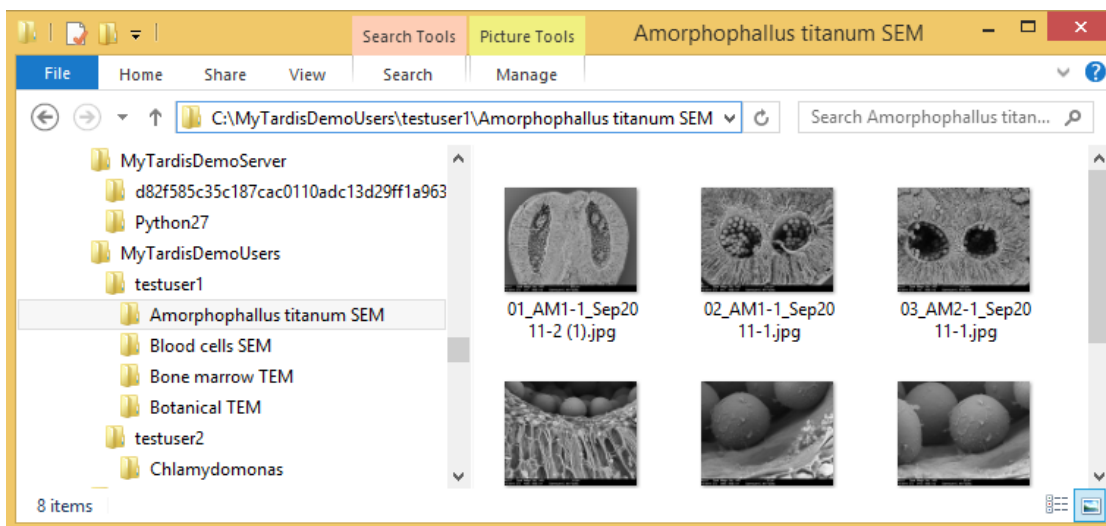 Search Tools
Picture Tools
Amorphophallus titanum SEM
File
Home
Share
View
Search
Manage
C:\MyTardisDemoUsers\testuser1\Amorphophallus titanum SEM
Search Amorphophallus titan...
MyTardisDemoServer
d82f585c35c187cac0110adc13d29ff1a963
Python27
MyTardisDemoUsers
testuser1
Amorphophallus titanum SEM
Blood cells SEM
Bone marrow TEM
Botanical TEM
testuser2
Chlamydomonas
01_AM1-1_Sep20
11-2 (1).jpg
02_AM1-1_Sep20
11-1.jpg
03_AM2-1_Sep20
11-1.jpg
8 items